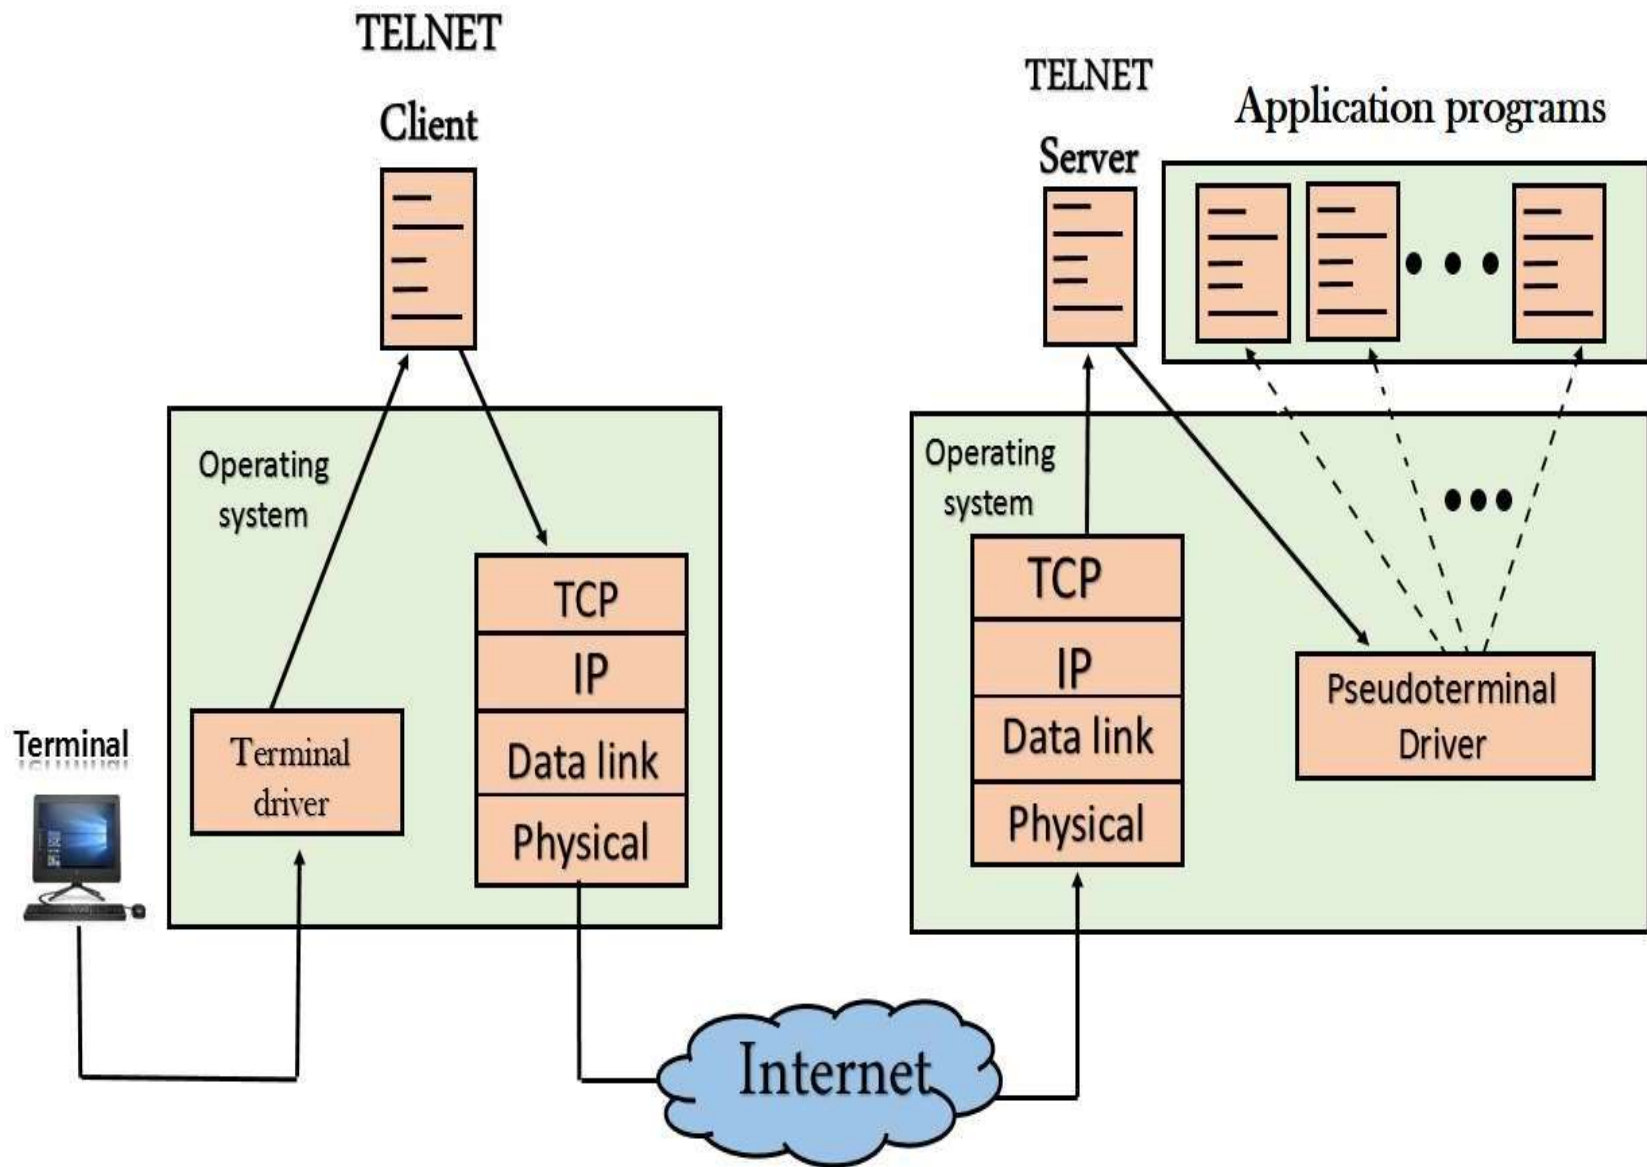 TELNET
Client
TELNET
Server
Application programs
Operating
system
TCP
IP
Data link
Physical
Terminal
driver
Terminal
Operating
system
TCP
IP
Data link
Physical
Pseudoterminal
Driver
Internet